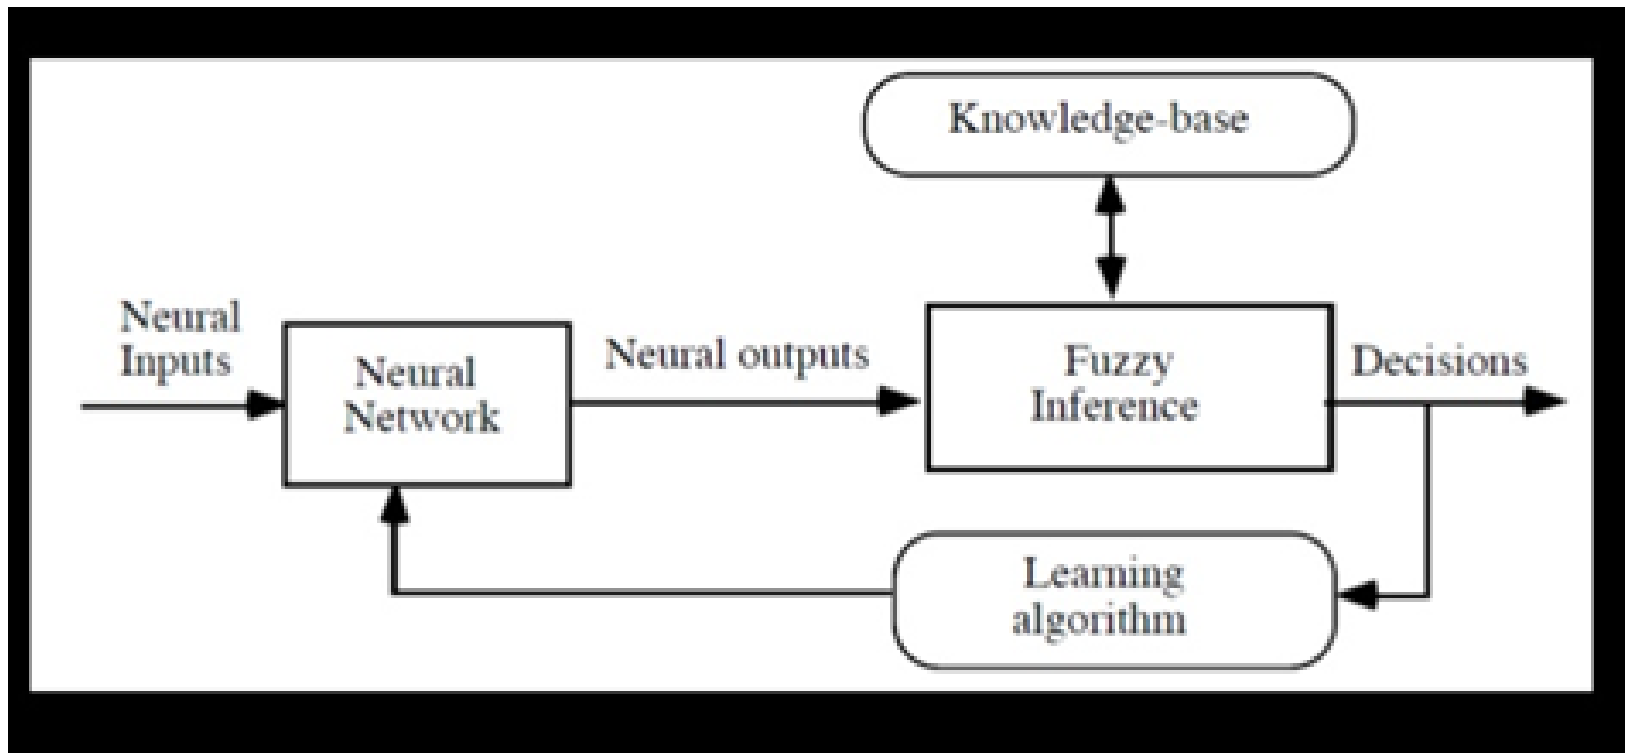 Knowledge-base
Neural
Inputs
Neural
Network
Neural outputs
Fuzzy
Inference
Decisions
Learning
algorithm